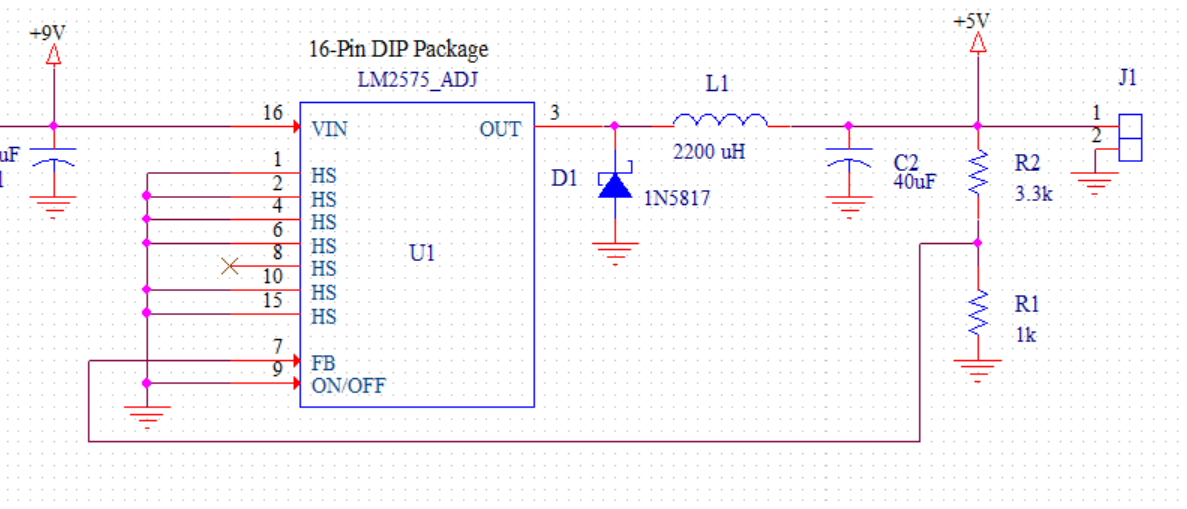 +9V
+5V
16-Pin DIP Package
LM2575_ADJ
L1
J1
16
VIN
OUT
3
1
2
uF
2200 uH
C2
40uF
R2
3.3k
D1
1N5817
1
HS
2
HS
4
HS
6
HS
8
HS
10
HS
15
HS
U1
R1
1k
7
FB
9
ON/OFF